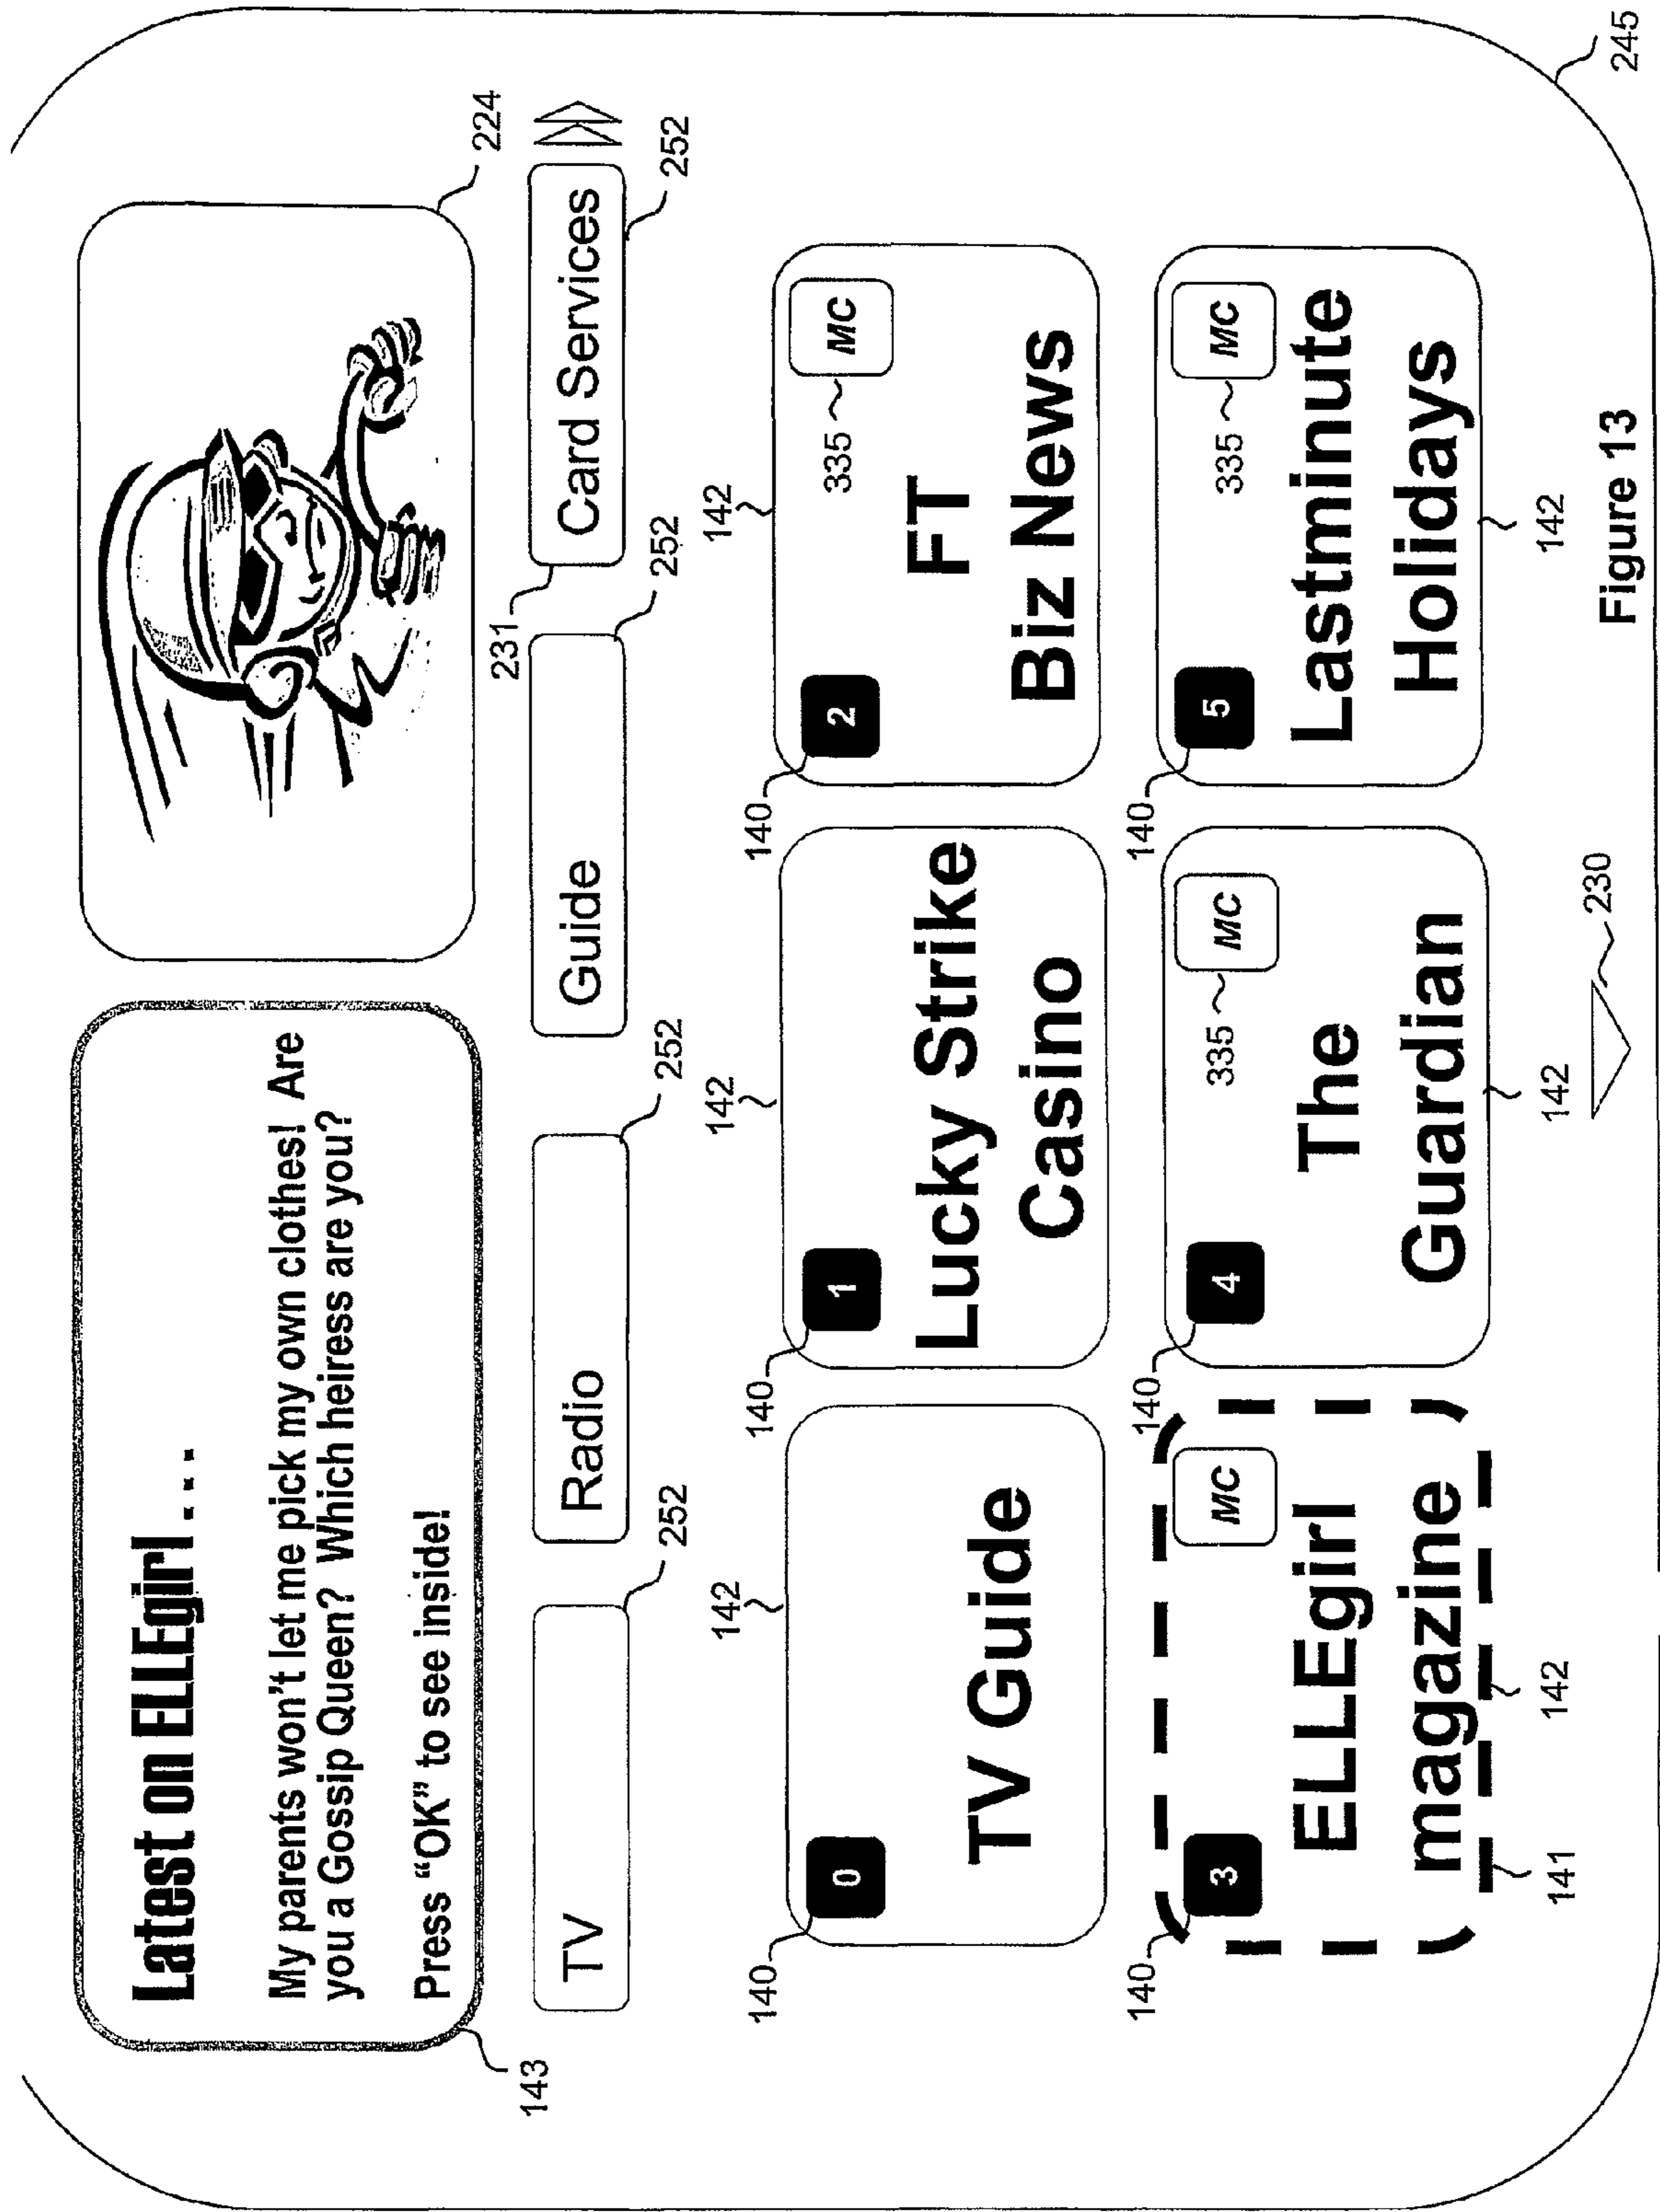 Latest on ELLEgirl...
My parents won't let me pick my own clothes! Are
you a Gossip Queen? Which heiress are you?
Press “OK” to see inside!
143
224
231
TV
Radio
Guide
Card Services
252
252
252
252
142
142
142
140
140
140
0
1
2
335
MC
TV Guide
Lucky Strike
Casino
FT
Biz News
140
140
140
3
MC
4
335
MC
5
335
MC
ELLEgirl
magazine
The
Guardian
Lastminute
Holidays
141
142
142
142
230
245
Figure 13